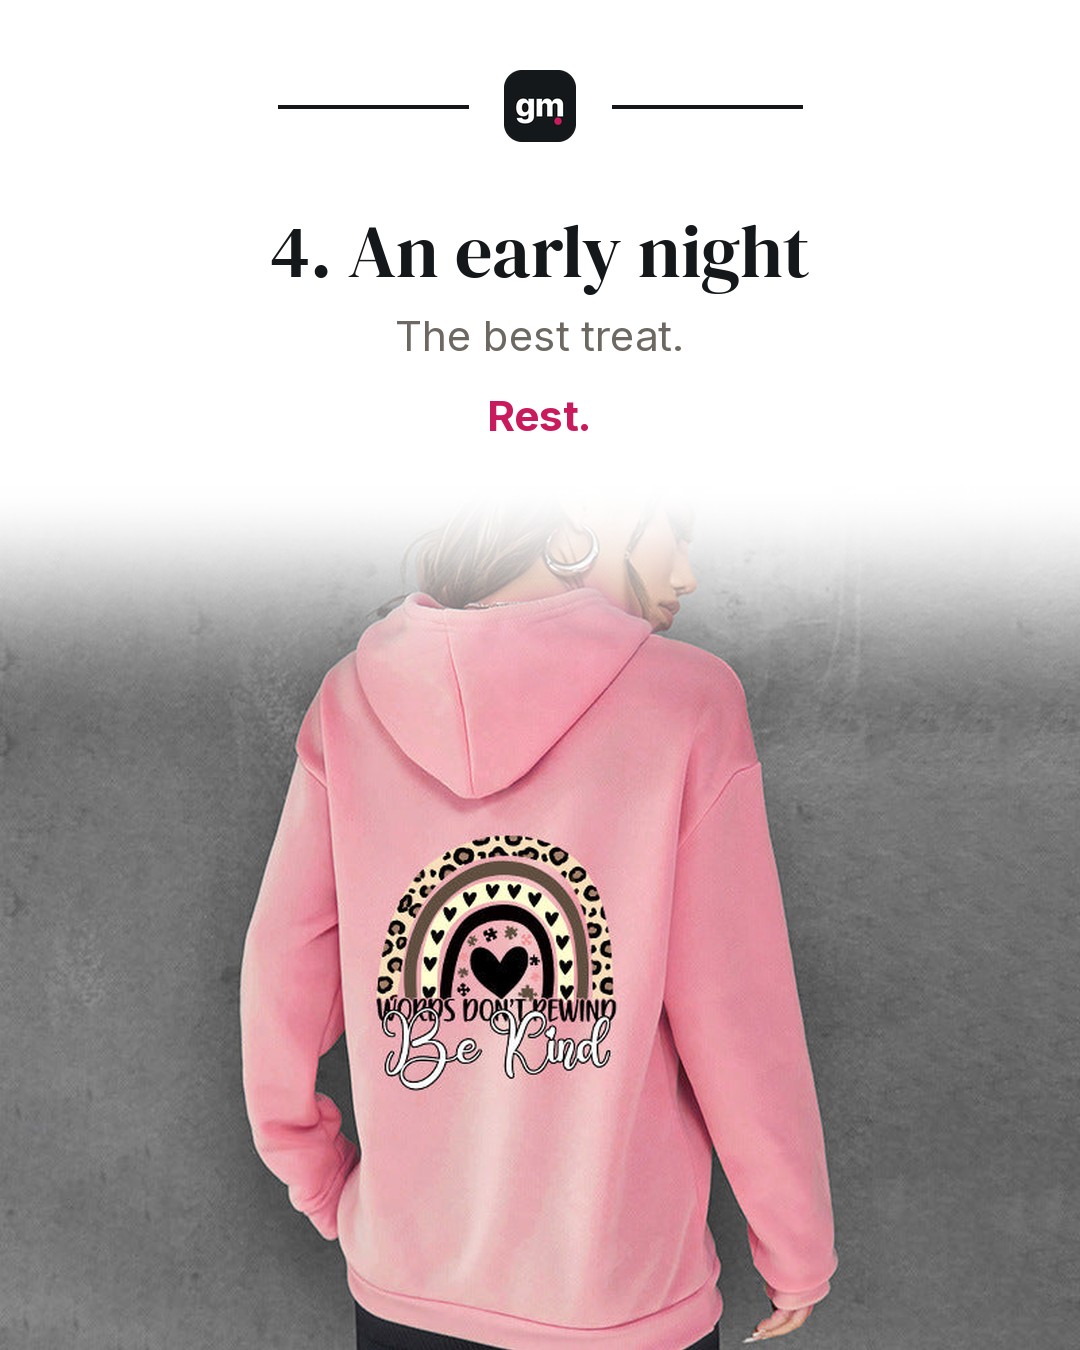 gm.
4. An early night
The best treat.
Rest.
WORDS DON'T REWIND
Be Kind